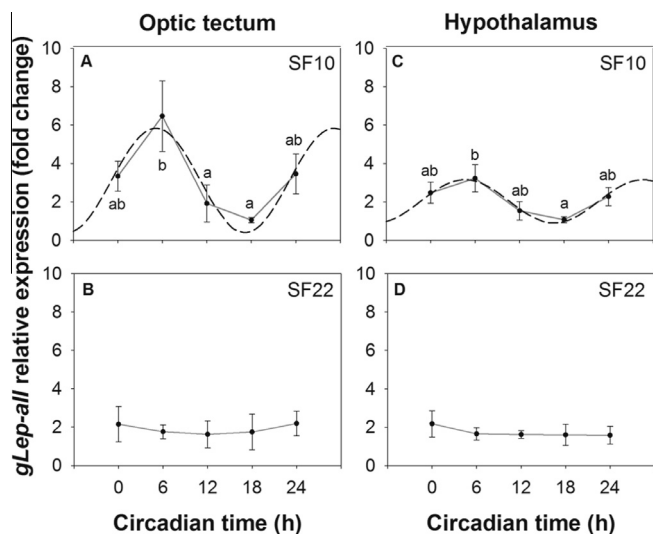 Optic tectum
Hypothalamus
gLep-all relative expression (fold change)
A
SF10
10
8
6
4
2
0
ab
b
a
a
ab
C
SF10
10
8
6
4
2
0
ab
b
ab
a
ab
B
SF22
10
8
6
4
2
0
0
6
12
18
24
Circadian time (h)
D
SF22
10
8
6
4
2
0
0
6
12
18
24
Circadian time (h)